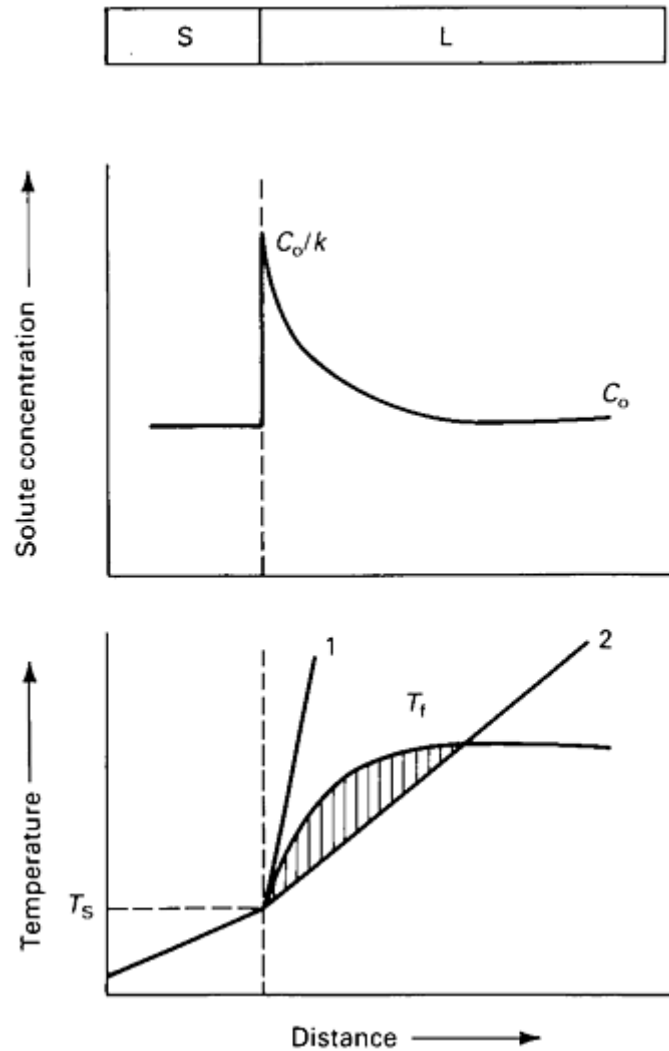 S
L
Solute concentration
C₀/k
C₀
Temperature
1
2
T_f
T_S
Distance